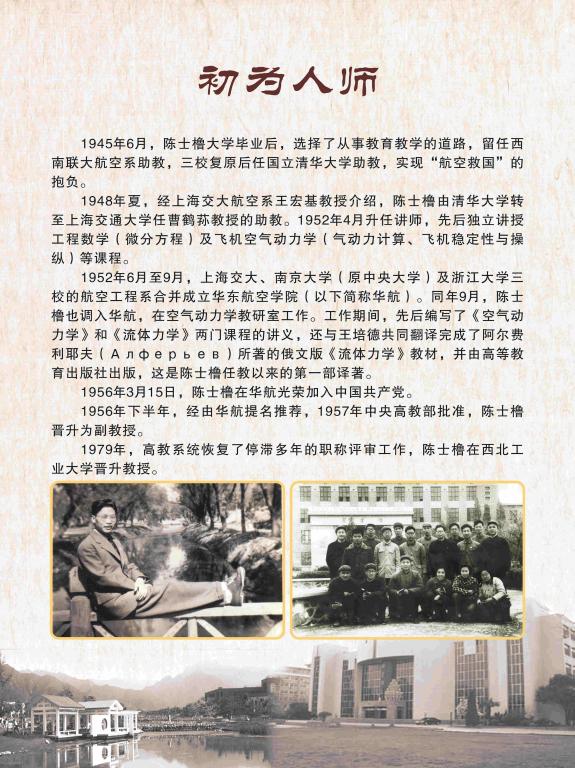 初为人师
1945年6月，陈士橹大学毕业后，选择了从事教育教学的道路，留任西
南联大航空系助教，三校复原后任国立清华大学助教，实现“航空救国”的
抱负。
1948年夏，经上海交大航空系王宏基教授介绍，陈士橹由清华大学转
至上海交通大学任曹鹤荪教授的助教。1952年4月升任讲师，先后独立讲授
工程数学（微分方程）及飞机空气动力学（气动力计算、飞机稳定性与操
纵）等课程。
1952年6月至9月，上海交大、南京大学（原中央大学）及浙江大学三
校的航空工程系合并成立华东航空学院（以下简称华航）。同年9月，陈士
橹也调入华航，在空气动力学教研室工作。工作期间，先后编写了《空气动
力学》和《流体力学》两门课程的讲义，还与王培德共同翻译完成了阿尔费
利耶夫（Алферьев）所著的俄文版《流体力学》教材，并由高等教
育出版社出版，这是陈士橹任教以来的第一部译著。
1956年3月15日，陈士橹在华航光荣加入中国共产党。
1956年下半年，经由华航提名推荐，1957年中央高教部批准，陈士橹
晋升为副教授。
1979年，高教系统恢复了停滞多年的职称评审工作，陈士橹在西北工
业大学晋升教授。